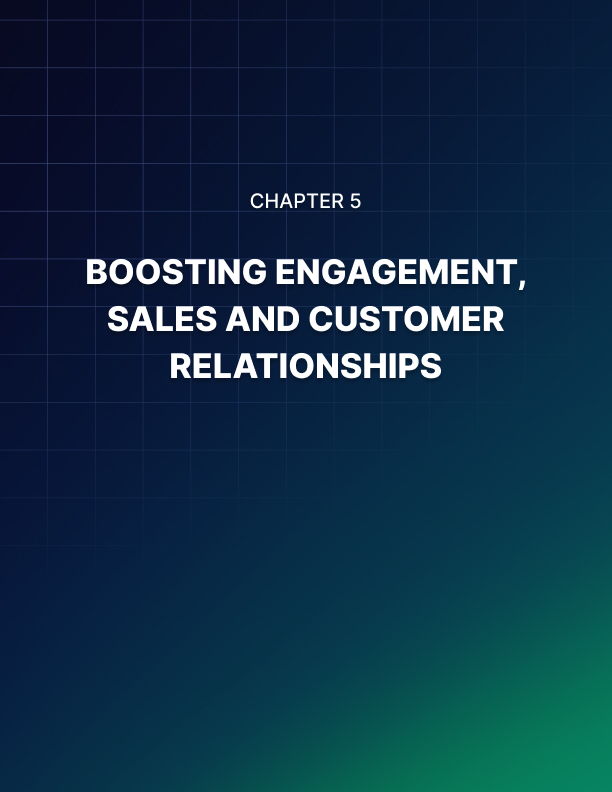 CHAPTER 5
BOOSTING ENGAGEMENT,
SALES AND CUSTOMER
RELATIONSHIPS